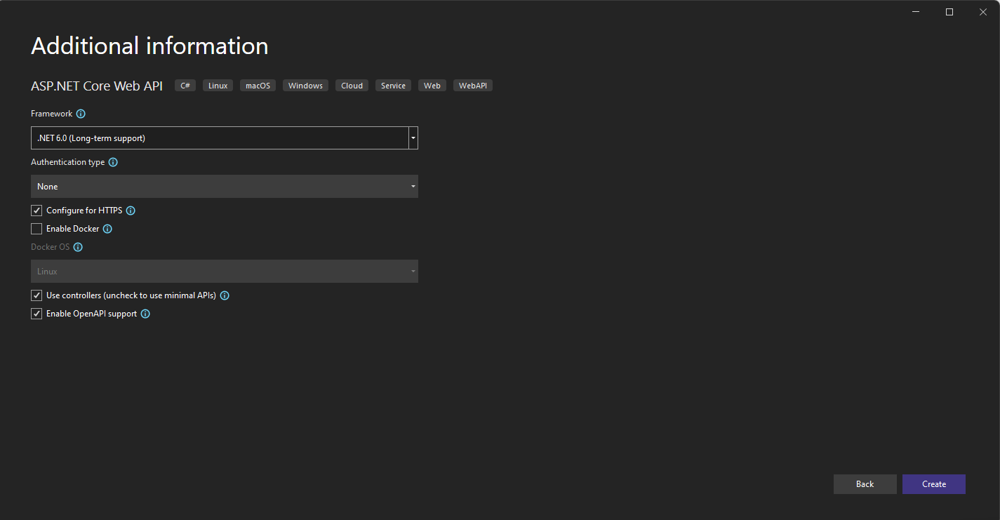 Additional information
ASP.NET Core Web API C# Linux macOS Windows Cloud Service Web WebAPI
Framework
.NET 6.0 (Long-term support)
Authentication type
None
Configure for HTTPS
Enable Docker
Docker OS
Linux
Use controllers (uncheck to use minimal APIs)
Enable OpenAPI support
Back Create